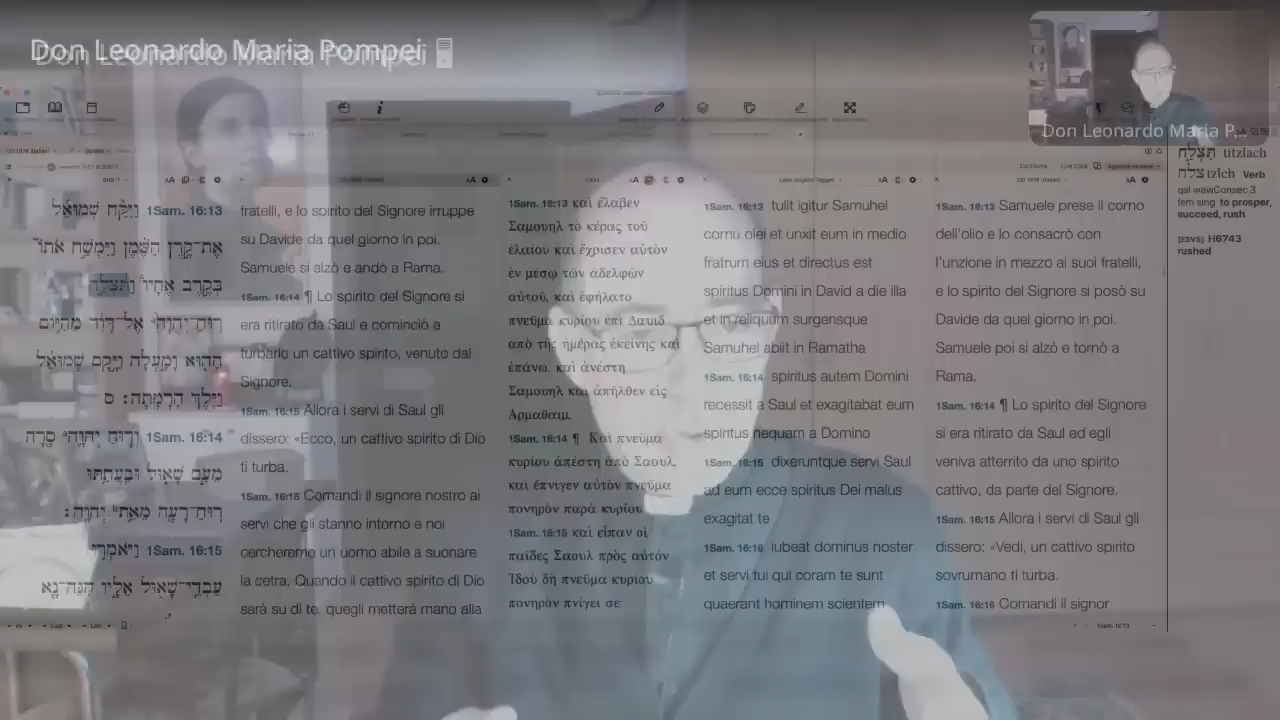 Don Leonardo Maria Pompei
Don Leonardo Maria P...
וַיִּקַּ֨ח שְׁמוּאֵ֜ל 1Sam. 16:13
אֶת־קֶ֣רֶן הַשֶּׁ֗מֶן וַיִּמְשַׁ֣ח אֹתוֹ֮
בְּקֶ֣רֶב אֶחָיו֒ וַתִּצְלַ֤ח
רֽוּחַ־יְהוָה֙ אֶל־דָּוִ֔ד מֵהַיּ֥וֹם
הַה֖וּא וָמָ֑עְלָה וַיָּ֣קָם שְׁמוּאֵ֔ל
וַיֵּ֖לֶךְ הָרָמָֽתָה׃ ס
וְר֧וּחַ יְהוָ֛ה סָ֖רָה 1Sam. 16:14
מֵעִ֣ם שָׁא֑וּל וּבִֽעֲתַ֥תּוּ
רֽוּחַ־רָעָ֖ה מֵאֵ֥ת יְהוָֽה׃
וַיֹּאמְר֥וּ 1Sam. 16:15
עַבְדֵֽי־שָׁא֖וּל אֵלָ֑יו הִנֵּה־נָ֧א
fratelli, e lo spirito del Signore irruppe
su Davide da quel giorno in poi.
Samuele si alzò e andò a Rama.
1Sam. 16:14 ¶ Lo spirito del Signore si
era ritirato da Saul e cominciò a
turbarlo un cattivo spirito, venuto dal
Signore.
1Sam. 16:15 Allora i servi di Saul gli
dissero: «Ecco, un cattivo spirito di Dio
ti turba.
1Sam. 16:16 Comandi il signore nostro ai
servi che gli stanno intorno e noi
cercheremo un uomo abile a suonare
la cetra. Quando il cattivo spirito di Dio
sarà su di te, quegli metterà mano alla
1Sam. 16:13 καὶ ἔλαβεν
Σαμουηλ τὸ κέρας τοῦ
ἐλαίου καὶ ἔχρισεν αὐτὸν
ἐν μέσῳ τῶν ἀδελφῶν
αὐτοῦ, καὶ ἐφήλατο
πνεῦμα κυρίου ἐπὶ Δαυιδ
ἀπὸ τῆς ἡμέρας ἐκείνης καὶ
ἐπάνω. καὶ ἀνέστη
Σαμουηλ καὶ ἀπῆλθεν εἰς
Αρμαθαιμ.
1Sam. 16:14 ¶ Καὶ πνεῦμα
κυρίου ἀπέστη ἀπὸ Σαουλ,
καὶ ἔπνιγεν αὐτὸν πνεῦμα
πονηρὸν παρὰ κυρίου.
1Sam. 16:15 καὶ εἶπαν οἱ
παῖδες Σαουλ πρὸς αὐτόν
Ἰδοὺ δὴ πνεῦμα κυρίου
πονηρὸν πνίγει σε·
1Sam. 16:13 tulit igitur Samuhel
cornu olei et unxit eum in medio
fratrum eius et directus est
spiritus Domini in David a die illa
et in reliquum surgensque
Samuhel abiit in Ramatha
1Sam. 16:14 spiritus autem Domini
recessit a Saul et exagitabat eum
spiritus nequam a Domino
1Sam. 16:15 dixeruntque servi Saul
ad eum ecce spiritus Dei malus
exagitat te
1Sam. 16:16 iubeat dominus noster
et servi tui qui coram te sunt
quaerant hominem scientem
1Sam. 16:13 Samuele prese il corno
dell'olio e lo consacrò con
l'unzione in mezzo ai suoi fratelli,
e lo spirito del Signore si posò su
Davide da quel giorno in poi.
Samuele poi si alzò e tornò a
Rama.
1Sam. 16:14 ¶ Lo spirito del Signore
si era ritirato da Saul ed egli
veniva atterrito da uno spirito
cattivo, da parte del Signore.
1Sam. 16:15 Allora i servi di Saul gli
dissero: «Vedi, un cattivo spirito
sovrumano ti turba.
1Sam. 16:16 Comandi il signor
תִּצְלַח titzlach
צלח tzlch Verb
qal wawConsec 3
fem sing to prosper,
succeed, rush
[ESVS] H6743
rushed
1Sam. 16:13